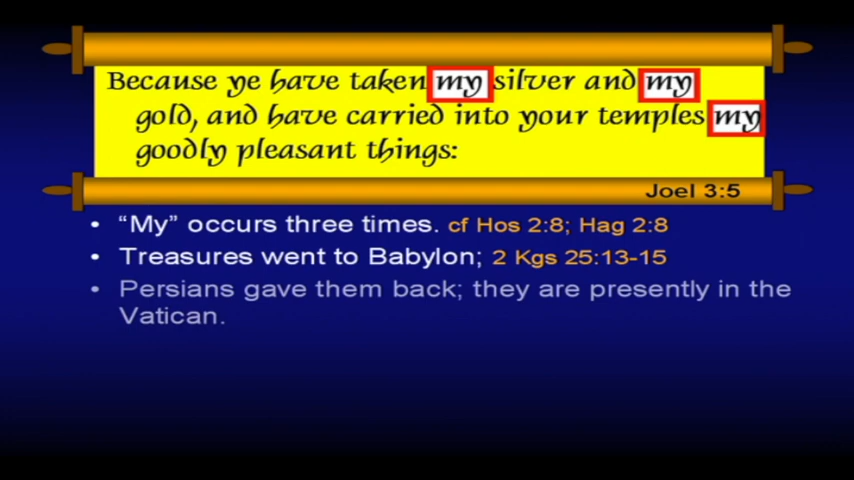 Because ye have taken my silver and my
gold, and have carried into your temples my
goodly pleasant things:
Joel 3:5
• “My” occurs three times. cf Hos 2:8; Hag 2:8
• Treasures went to Babylon; 2 Kgs 25:13-15
• Persians gave them back; they are presently in the
Vatican.